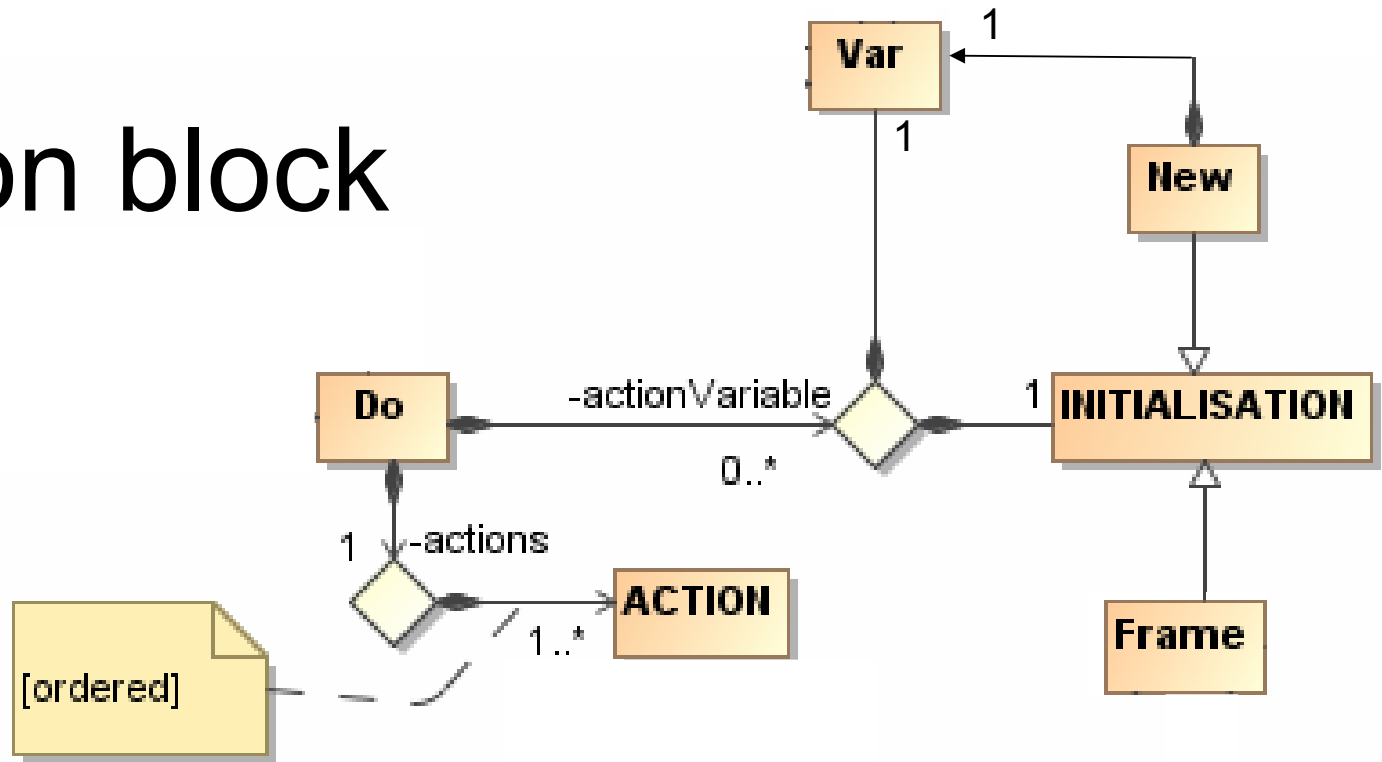 1
Var
on block
1
New
Do
-actionVariable
1
INITIALISATION
0..*
1
-actions
ACTION
1..*
Frame
[ordered]